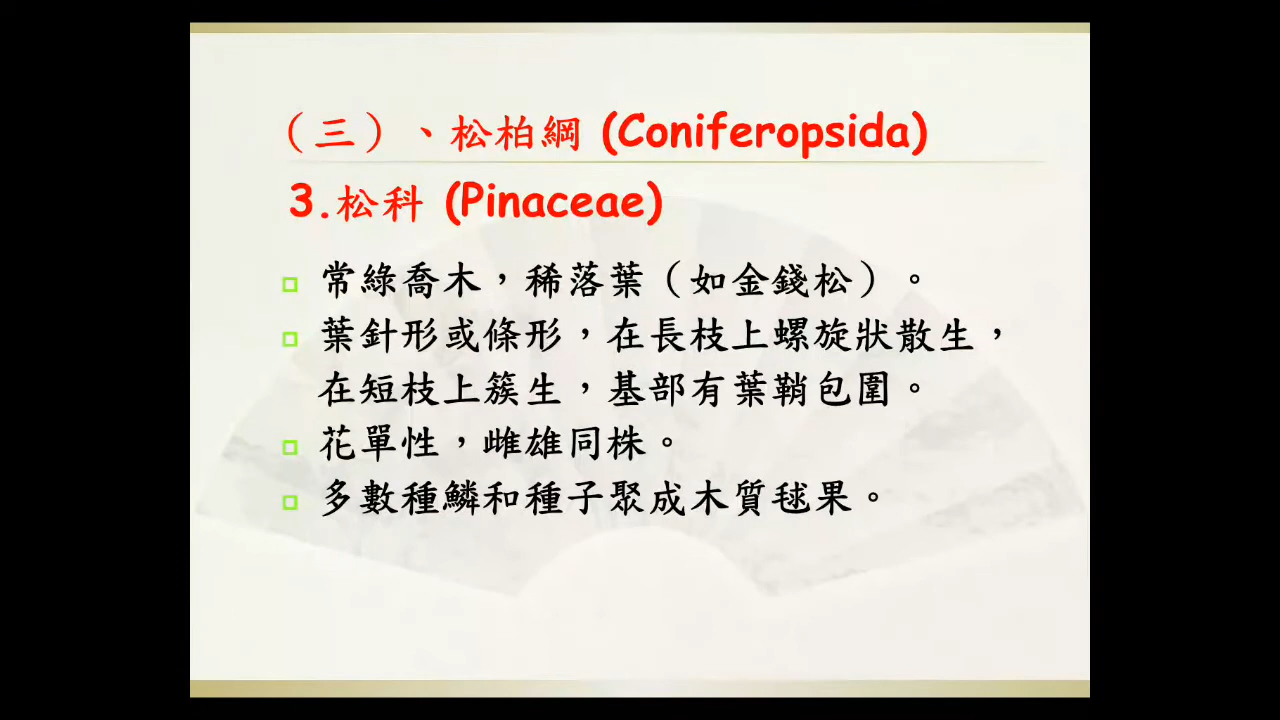 （三）、松柏綱 (Coniferopsida)
3.松科 (Pinaceae)
常綠喬木，稀落葉（如金錢松）。
葉針形或條形，在長枝上螺旋狀散生，
在短枝上簇生，基部有葉鞘包圍。
花單性，雌雄同株。
多數種鱗和種子聚成木質毬果。